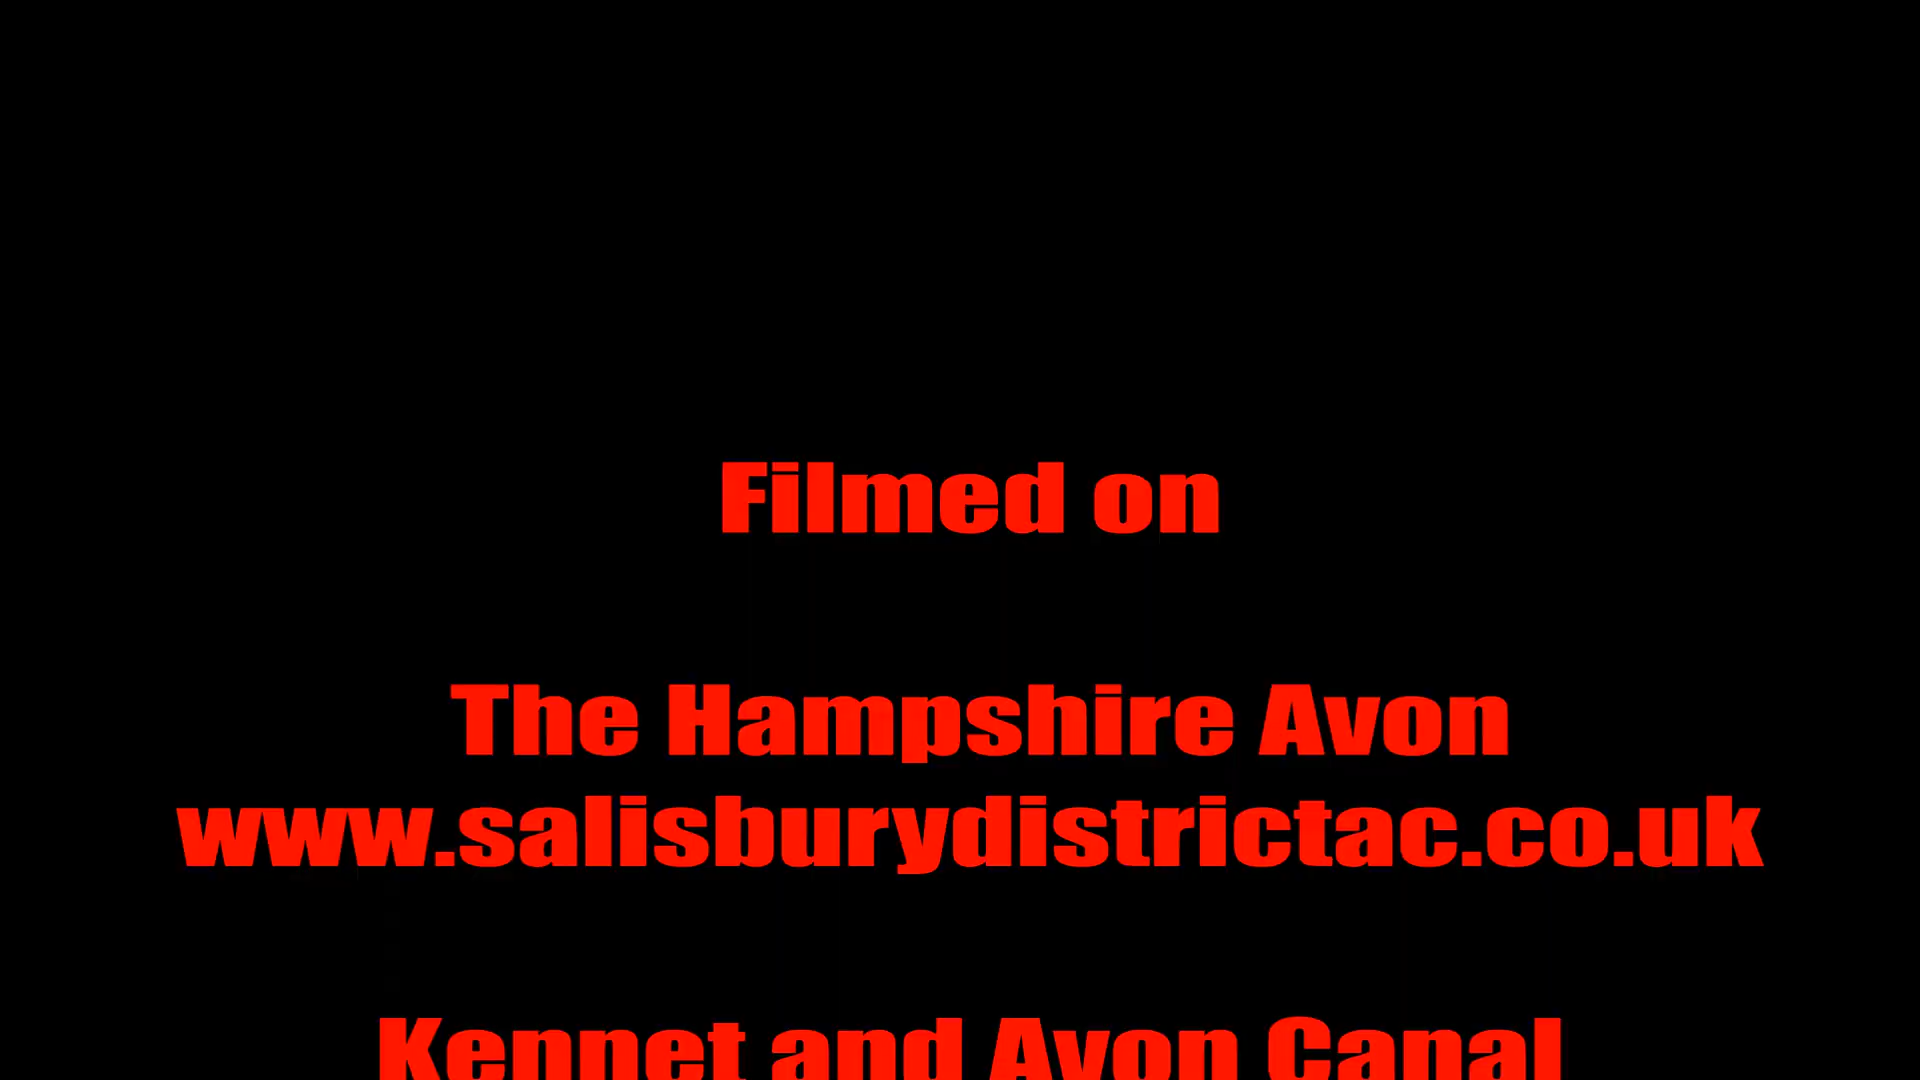 Filmed on
The Hampshire Avon
www.salisburydistrictac.co.uk
Kennet and Avon Canal